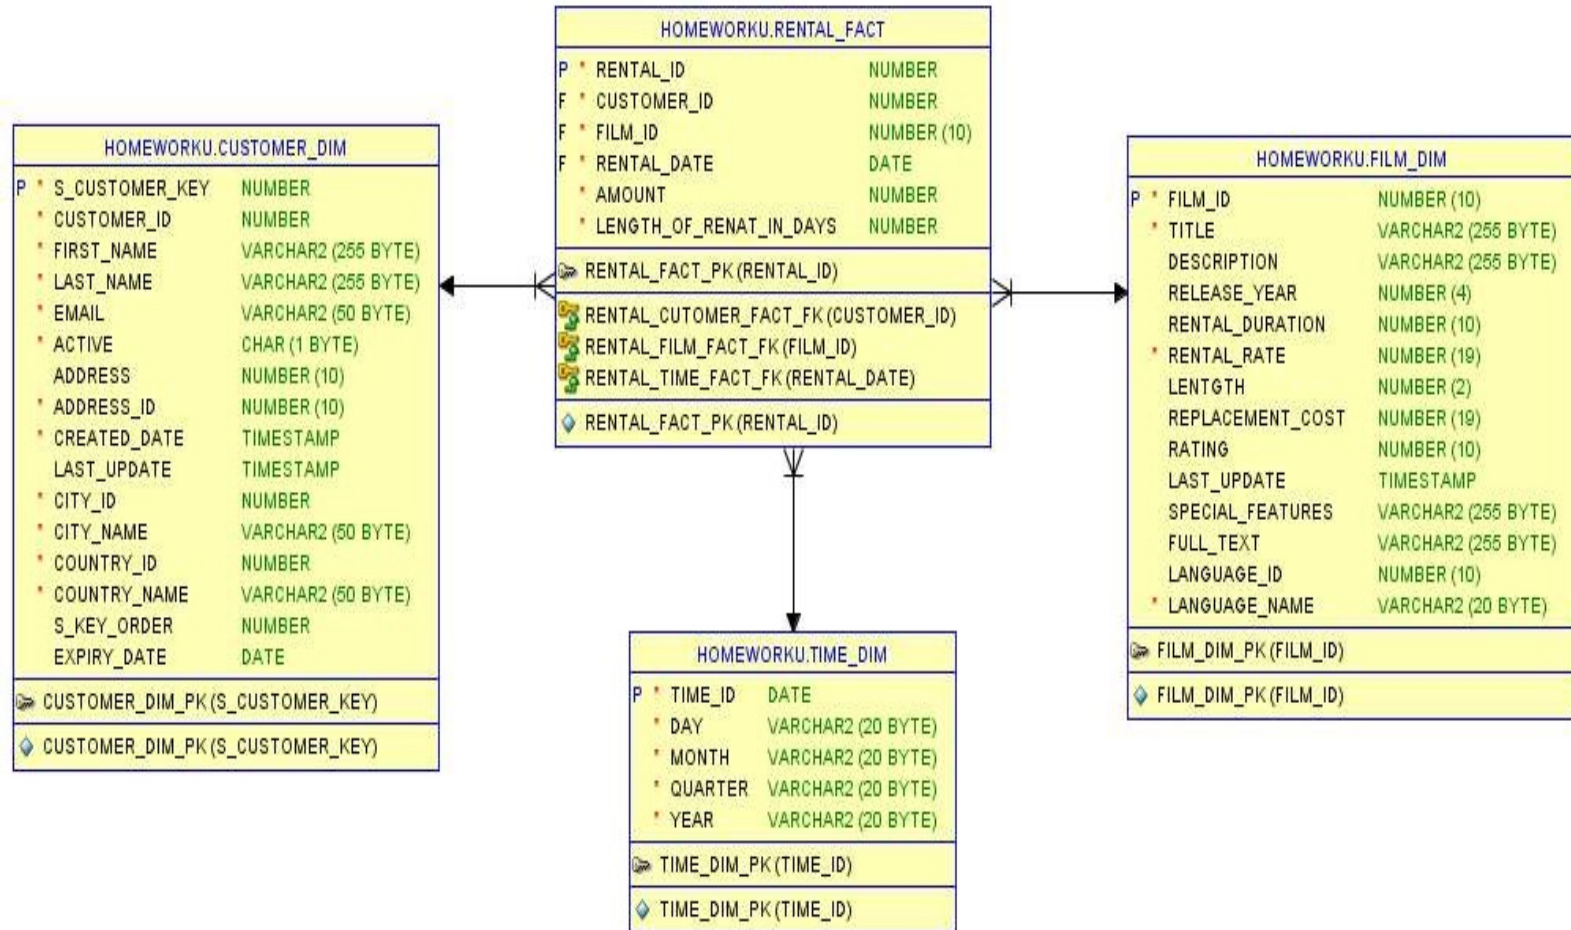 HOMEWORKU.RENTAL_FACT
P * RENTAL_ID NUMBER
F * CUSTOMER_ID NUMBER
F * FILM_ID NUMBER (10)
F * RENTAL_DATE DATE
* AMOUNT NUMBER
* LENGTH_OF_RENAT_IN_DAYS NUMBER
RENTAL_FACT_PK (RENTAL_ID)
RENTAL_CUTOMER_FACT_FK (CUSTOMER_ID)
RENTAL_FILM_FACT_FK (FILM_ID)
RENTAL_TIME_FACT_FK (RENTAL_DATE)
RENTAL_FACT_PK (RENTAL_ID)
HOMEWORKU.CUSTOMER_DIM
P * S_CUSTOMER_KEY NUMBER
* CUSTOMER_ID NUMBER
* FIRST_NAME VARCHAR2 (255 BYTE)
* LAST_NAME VARCHAR2 (255 BYTE)
* EMAIL VARCHAR2 (50 BYTE)
* ACTIVE CHAR (1 BYTE)
ADDRESS NUMBER (10)
* ADDRESS_ID NUMBER (10)
* CREATED_DATE TIMESTAMP
LAST_UPDATE TIMESTAMP
* CITY_ID NUMBER
* CITY_NAME VARCHAR2 (50 BYTE)
* COUNTRY_ID NUMBER
* COUNTRY_NAME VARCHAR2 (50 BYTE)
S_KEY_ORDER NUMBER
EXPIRY_DATE DATE
CUSTOMER_DIM_PK (S_CUSTOMER_KEY)
CUSTOMER_DIM_PK (S_CUSTOMER_KEY)
HOMEWORKU.FILM_DIM
P * FILM_ID NUMBER (10)
* TITLE VARCHAR2 (255 BYTE)
DESCRIPTION VARCHAR2 (255 BYTE)
RELEASE_YEAR NUMBER (4)
RENTAL_DURATION NUMBER (10)
* RENTAL_RATE NUMBER (19)
LENTGTH NUMBER (2)
REPLACEMENT_COST NUMBER (19)
RATING NUMBER (10)
LAST_UPDATE TIMESTAMP
SPECIAL_FEATURES VARCHAR2 (255 BYTE)
FULL_TEXT VARCHAR2 (255 BYTE)
LANGUAGE_ID NUMBER (10)
* LANGUAGE_NAME VARCHAR2 (20 BYTE)
FILM_DIM_PK (FILM_ID)
FILM_DIM_PK (FILM_ID)
HOMEWORKU.TIME_DIM
P * TIME_ID DATE
* DAY VARCHAR2 (20 BYTE)
* MONTH VARCHAR2 (20 BYTE)
* QUARTER VARCHAR2 (20 BYTE)
* YEAR VARCHAR2 (20 BYTE)
TIME_DIM_PK (TIME_ID)
TIME_DIM_PK (TIME_ID)